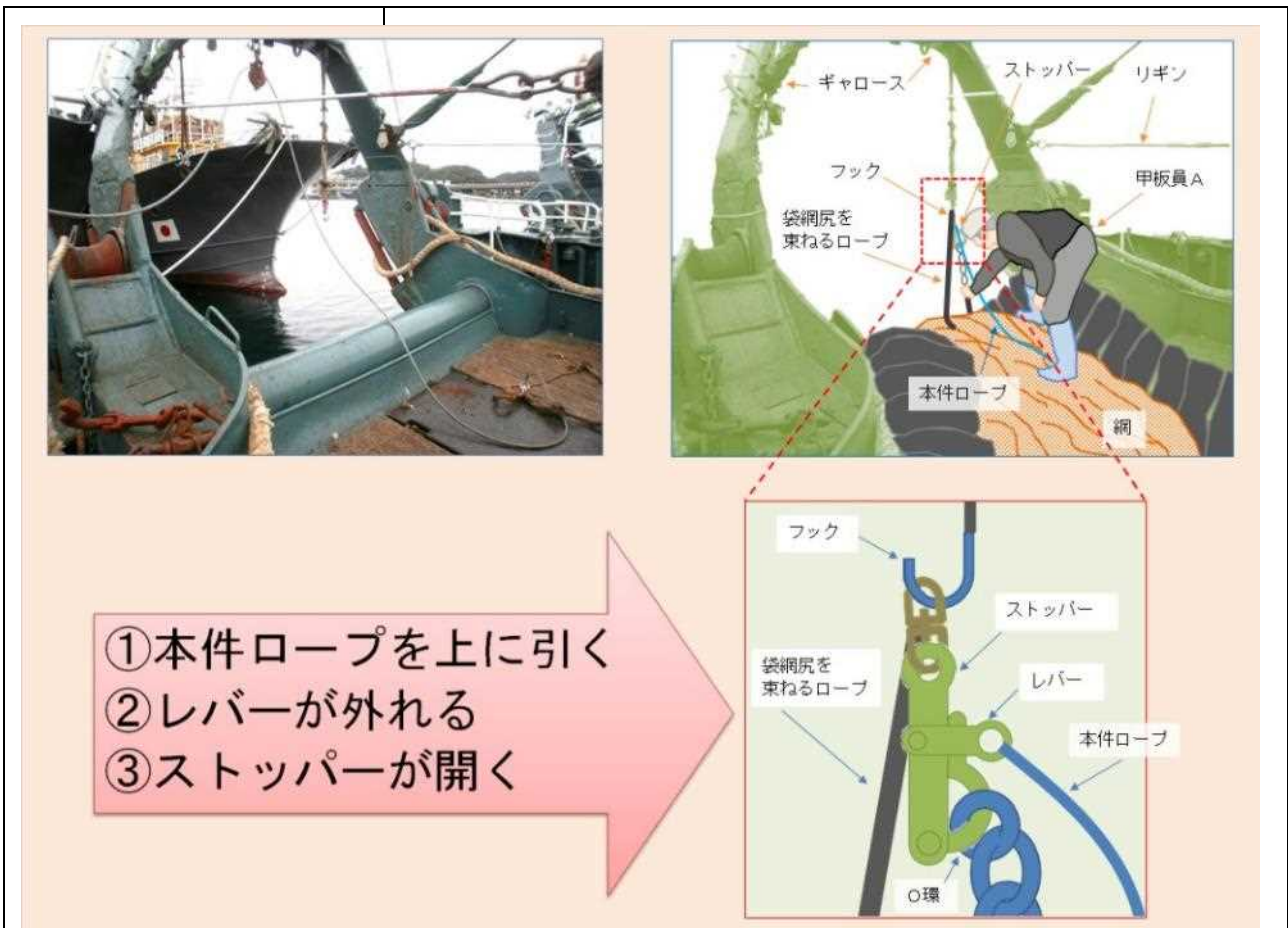 ギャロース
ストッパー
リギン
フック
甲板員A
袋網尻を
束ねるロープ
本件ロープ
網
①本件ロープを上に引く
②レバーが外れる
③ストッパーが開く
フック
ストッパー
袋網尻を
束ねるロープ
レバー
本件ロープ
O環